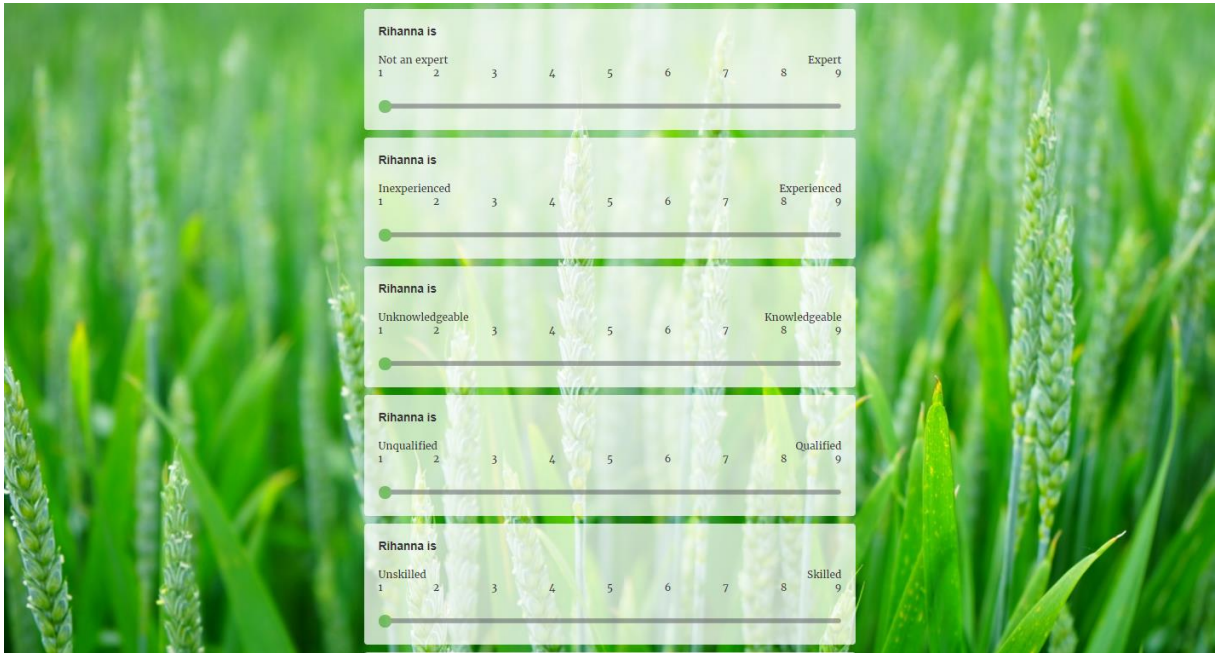 Rihanna is
Not an expert Expert
1 2 3 4 5 6 7 8 9
Rihanna is
Inexperienced Experienced
1 2 3 4 5 6 7 8 9
Rihanna is
Unknowledgeable Knowledgeable
1 2 3 4 5 6 7 8 9
Rihanna is
Unqualified Qualified
1 2 3 4 5 6 7 8 9
Rihanna is
Unskilled Skilled
1 2 3 4 5 6 7 8 9